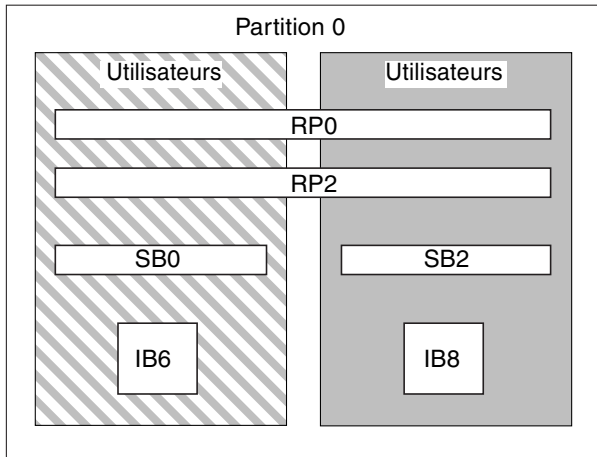 Partition 0
Utilisateurs Utilisateurs
RP0
RP2
SB0 SB2
IB6 IB8